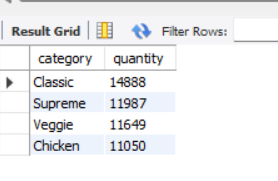 Result Grid Filter Rows:
category quantity
Classic 14888
Supreme 11987
Veggie 11649
Chicken 11050